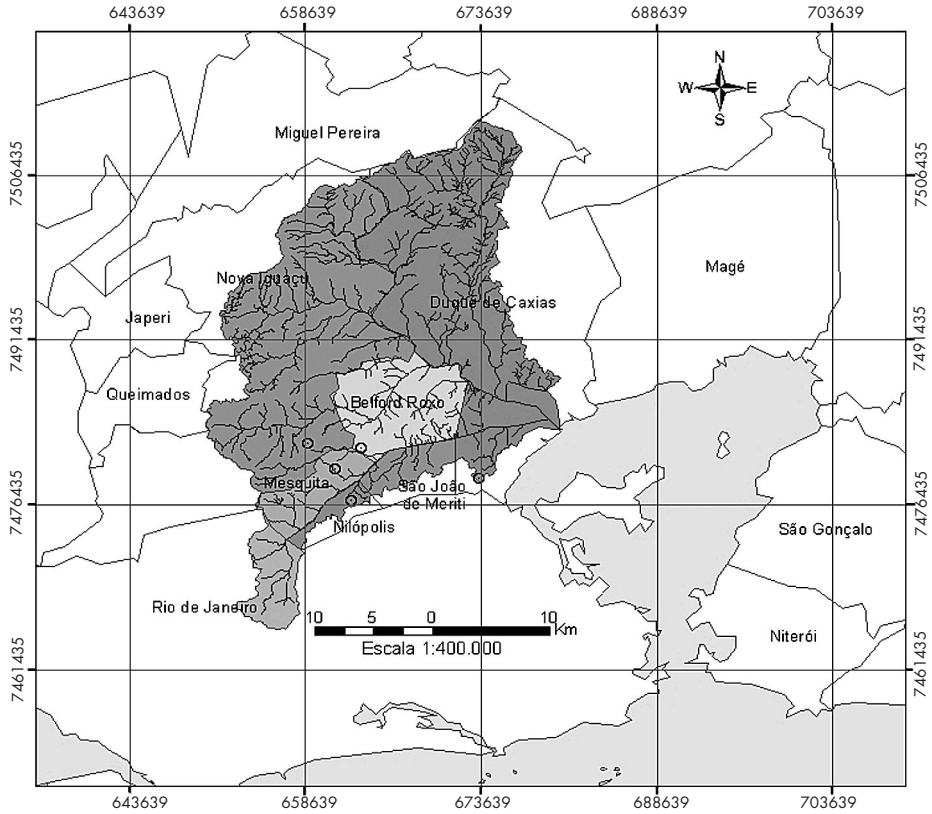 643639 658639 673639 688639 703639
N
W E
S
Miguel Pereira
7506435 7506435
Magé
Nova Iguaçu
Duque de Caxias
Japeri
7491435 7491435
Queimados
Belford Roxo
Mesquita
São João
de Meriti
7476435 7476435
Nilópolis
São Gonçalo
Rio de Janeiro
10 5 0 10
Km
Niterói
Escala 1:400.000
7461435 7461435
643639 658639 673639 688639 703639